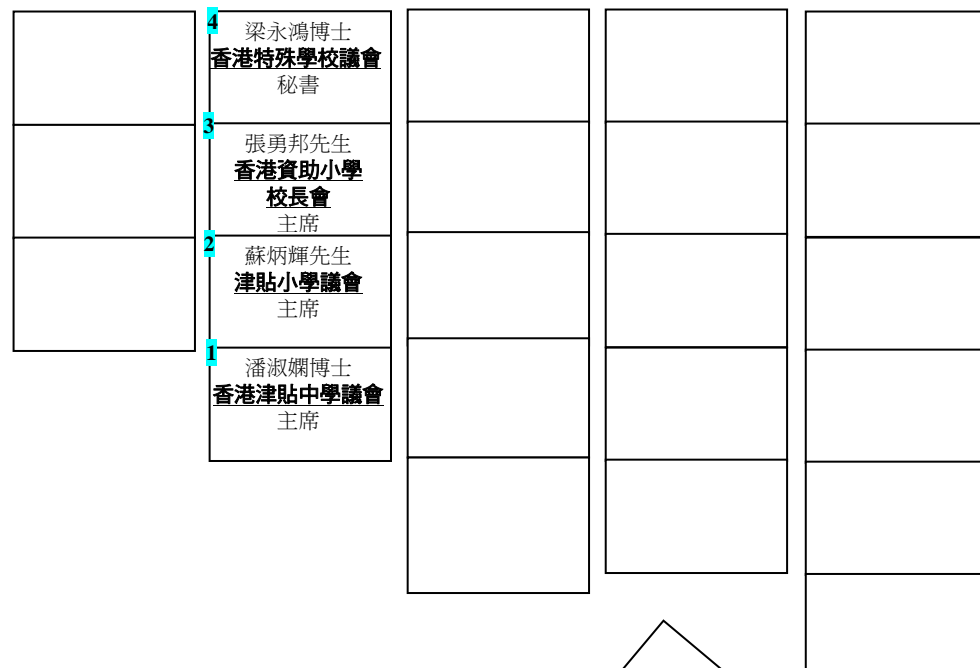 4
梁永鴻博士
香港特殊學校議會
秘書
3
張勇邦先生
香港資助小學
校長會
主席
2
蘇炳輝先生
津貼小學議會
主席
1
潘淑嫻博士
香港津貼中學議會
主席